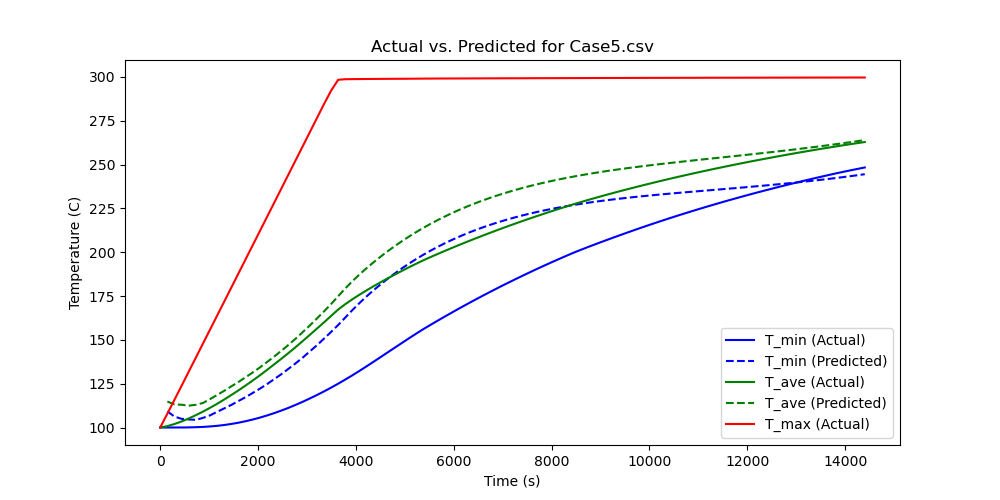 Actual vs. Predicted for Case5.csv
Temperature (C)
300
275
250
225
200
175
150
125
100
0 2000 4000 6000 8000 10000 12000 14000
Time (s)
T_min (Actual)
T_min (Predicted)
T_ave (Actual)
T_ave (Predicted)
T_max (Actual)